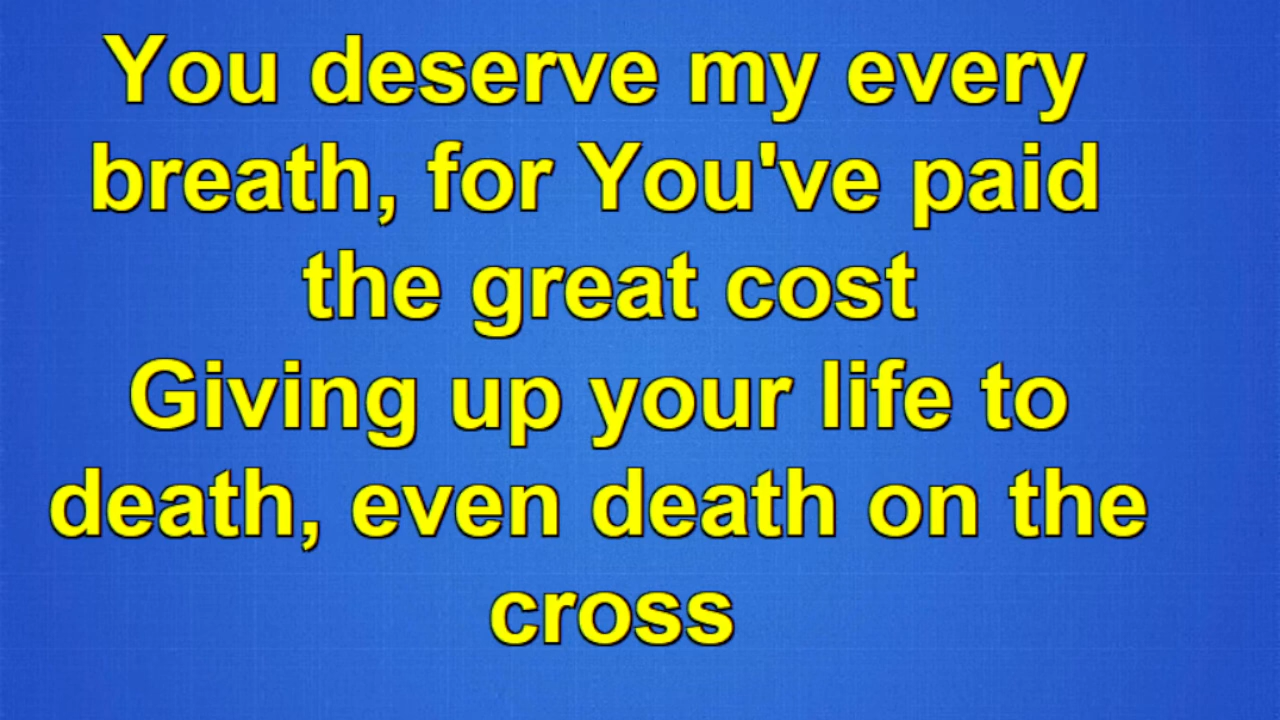 You deserve my every
breath, for You've paid
the great cost
Giving up your life to
death, even death on the
cross